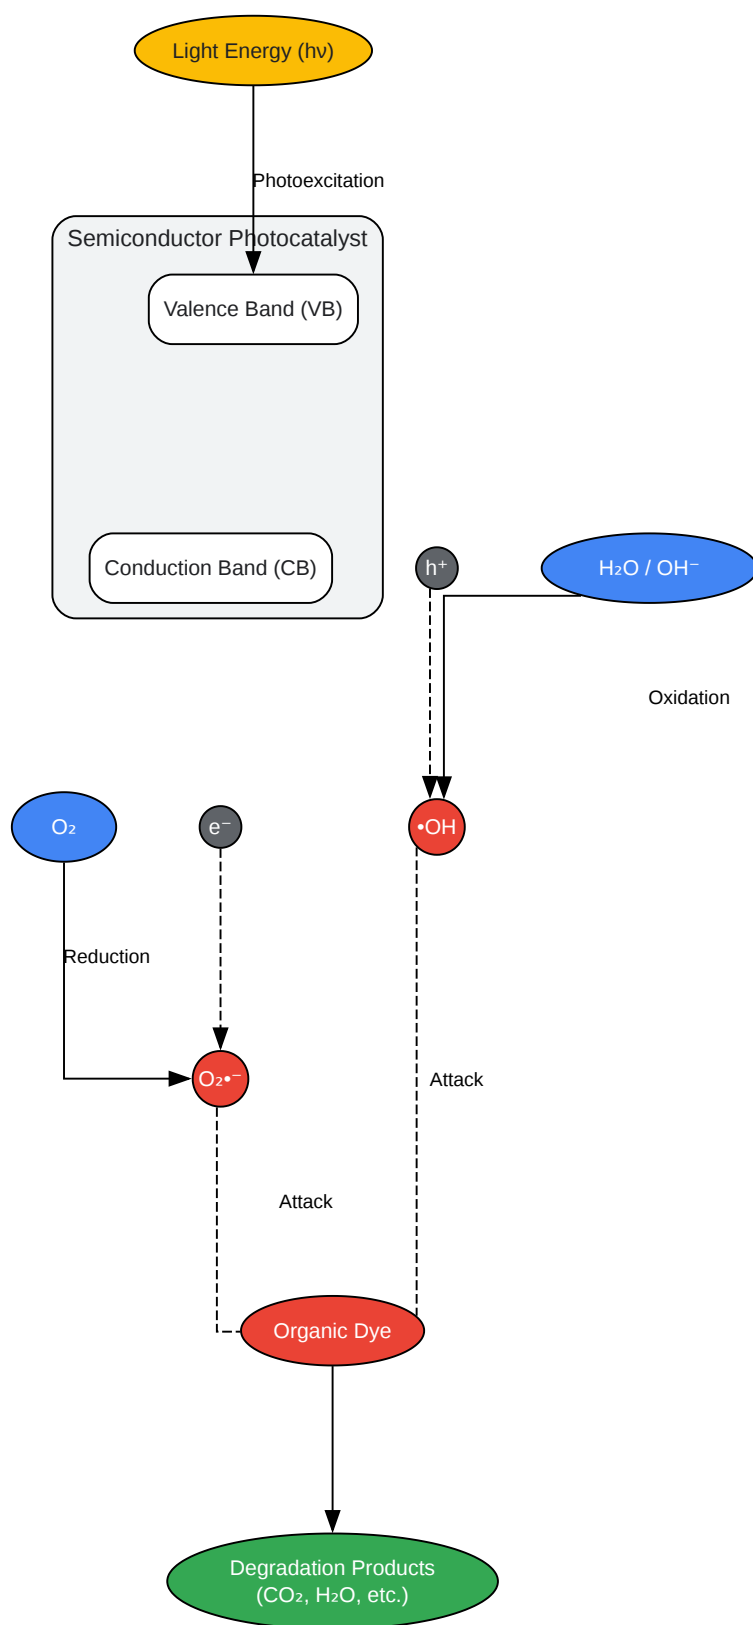 Light Energy (hν)
Photoexcitation
Semiconductor Photocatalyst
Valence Band (VB)
Conduction Band (CB)
h⁺
H₂O / OH⁻
Oxidation
O₂
e⁻
•OH
Reduction
O₂•⁻
Attack
Attack
Organic Dye
Degradation Products
(CO₂, H₂O, etc.)